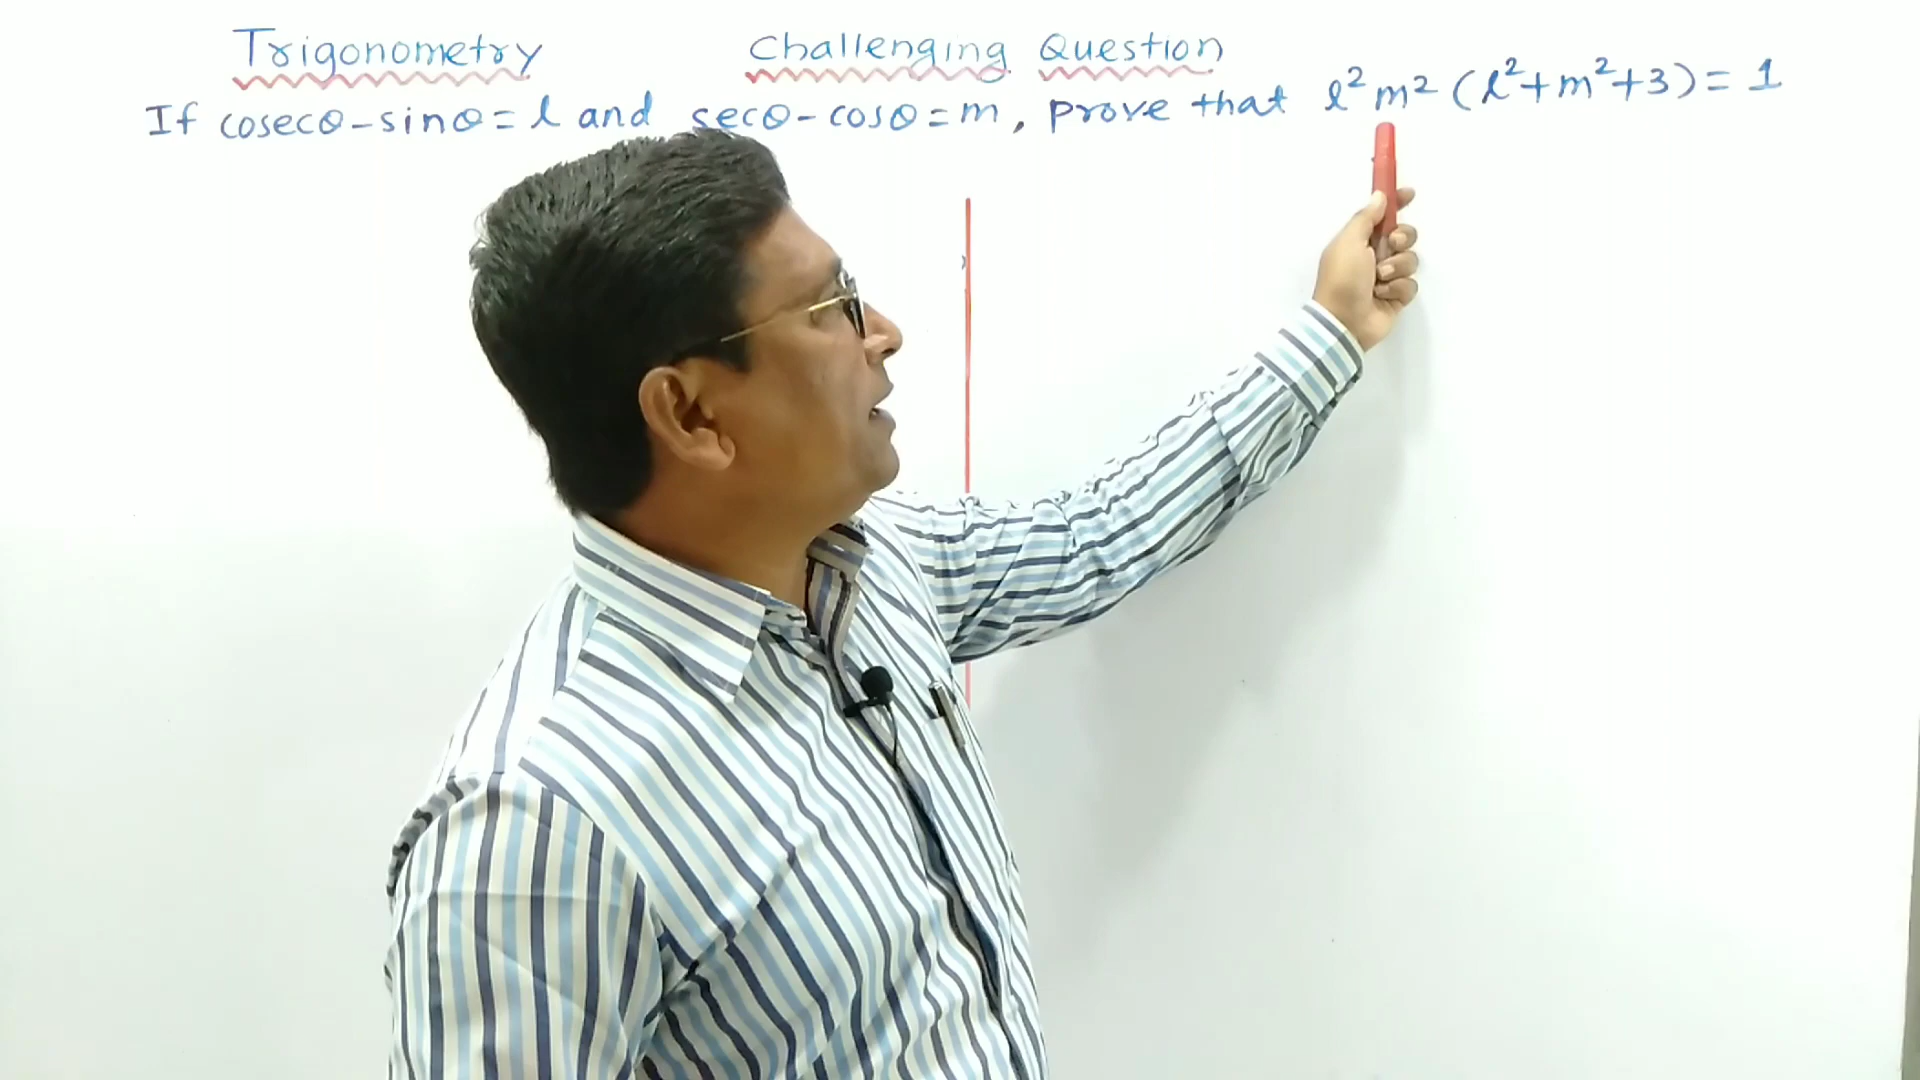 Trigonometry Challenging Question
If cosecθ-sinθ=l and secθ-cosθ=m, prove that l²m²(l²+m²+3)=1